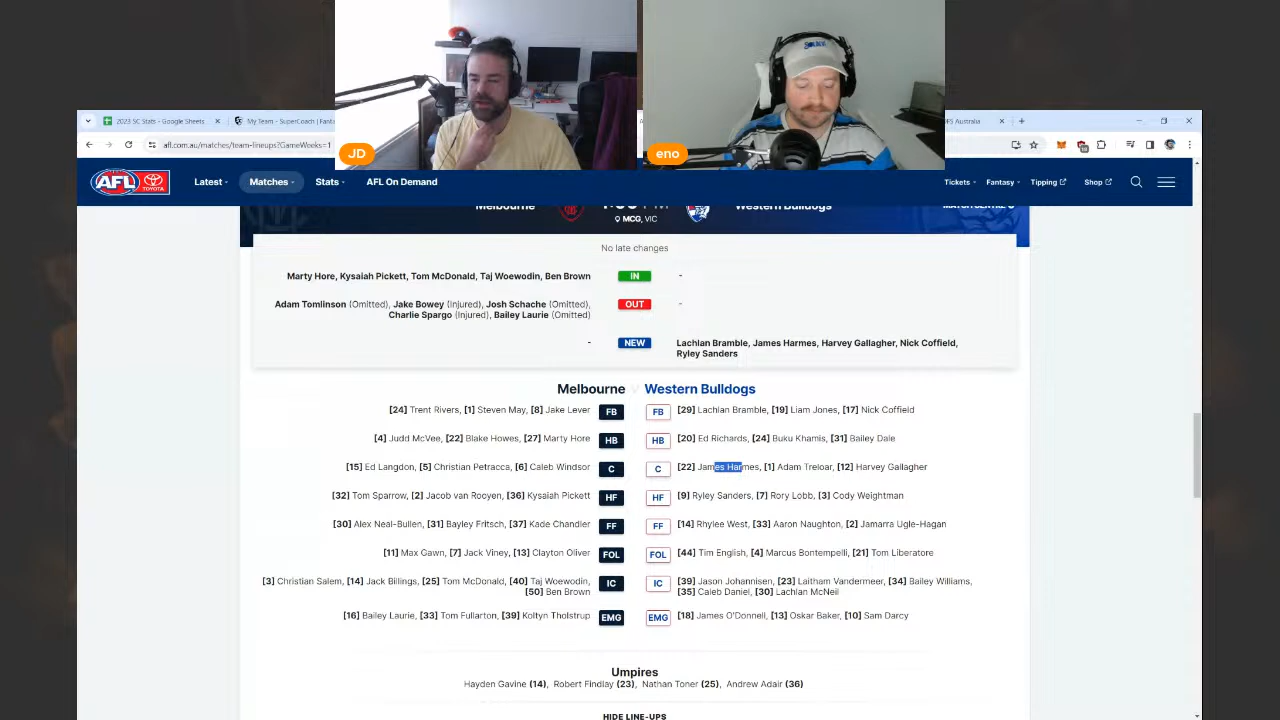 JD
eno
2023 SC Stats - Google Sheets
My Team - SuperCoach | Fanta
Australia
afl.com.au/matches/team-lineups?GameWeeks=1
AFL
TOYOTA
Latest
Matches
Stats
AFL On Demand
Tickets
Fantasy
Tipping
Shop
Melbourne
Western Bulldogs
MCG, VIC
No late changes
Marty Hore, Kysaiah Pickett, Tom McDonald, Taj Woewodin, Ben Brown
IN
-
Adam Tomlinson (Omitted), Jake Bowey (Injured), Josh Schache (Omitted),
Charlie Spargo (Injured), Bailey Laurie (Omitted)
OUT
-
-
NEW
Lachlan Bramble, James Harmes, Harvey Gallagher, Nick Coffield,
Ryley Sanders
Melbourne v Western Bulldogs
[24] Trent Rivers, [1] Steven May, [8] Jake Lever
FB
FB
[29] Lachlan Bramble, [19] Liam Jones, [17] Nick Coffield
[4] Judd McVee, [22] Blake Howes, [27] Marty Hore
HB
HB
[20] Ed Richards, [24] Buku Khamis, [31] Bailey Dale
[15] Ed Langdon, [5] Christian Petracca, [6] Caleb Windsor
C
C
[22] James Harmes, [1] Adam Treloar, [12] Harvey Gallagher
[32] Tom Sparrow, [2] Jacob van Rooyen, [36] Kysaiah Pickett
HF
HF
[9] Ryley Sanders, [7] Rory Lobb, [3] Cody Weightman
[30] Alex Neal-Bullen, [31] Bayley Fritsch, [37] Kade Chandler
FF
FF
[14] Rhylee West, [33] Aaron Naughton, [2] Jamarra Ugle-Hagan
[11] Max Gawn, [7] Jack Viney, [13] Clayton Oliver
FOL
FOL
[44] Tim English, [4] Marcus Bontempelli, [21] Tom Liberatore
[3] Christian Salem, [14] Jack Billings, [25] Tom McDonald, [40] Taj Woewodin,
[50] Ben Brown
IC
IC
[39] Jason Johannisen, [23] Laitham Vandermeer, [34] Bailey Williams,
[35] Caleb Daniel, [30] Lachlan McNeil
[16] Bailey Laurie, [33] Tom Fullarton, [39] Koltyn Tholstrup
EMG
EMG
[18] James O'Donnell, [13] Oskar Baker, [10] Sam Darcy
Umpires
Hayden Gavine (14), Robert Findlay (23), Nathan Toner (25), Andrew Adair (36)
HIDE LINE-UPS